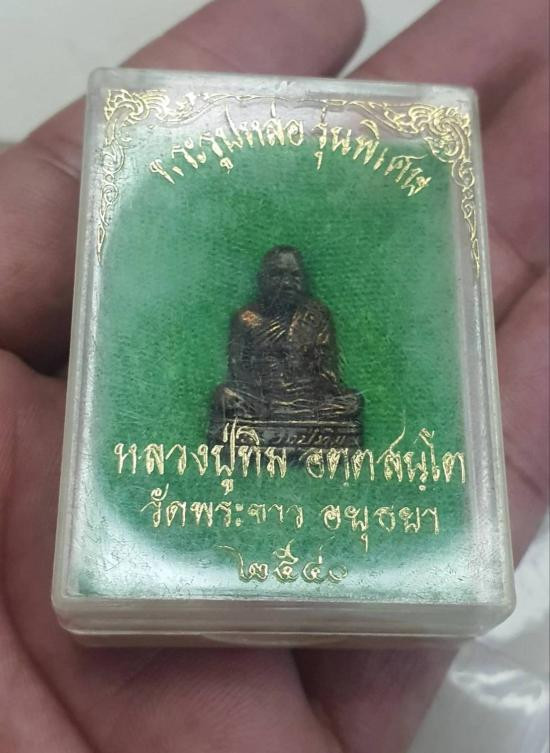 พระรูปหล่อ รุ่นพิเศษ
หลวงปู่ทิม อตฺตสนฺโต
วัดพระขาว อยุธยา
๒๕๔๐